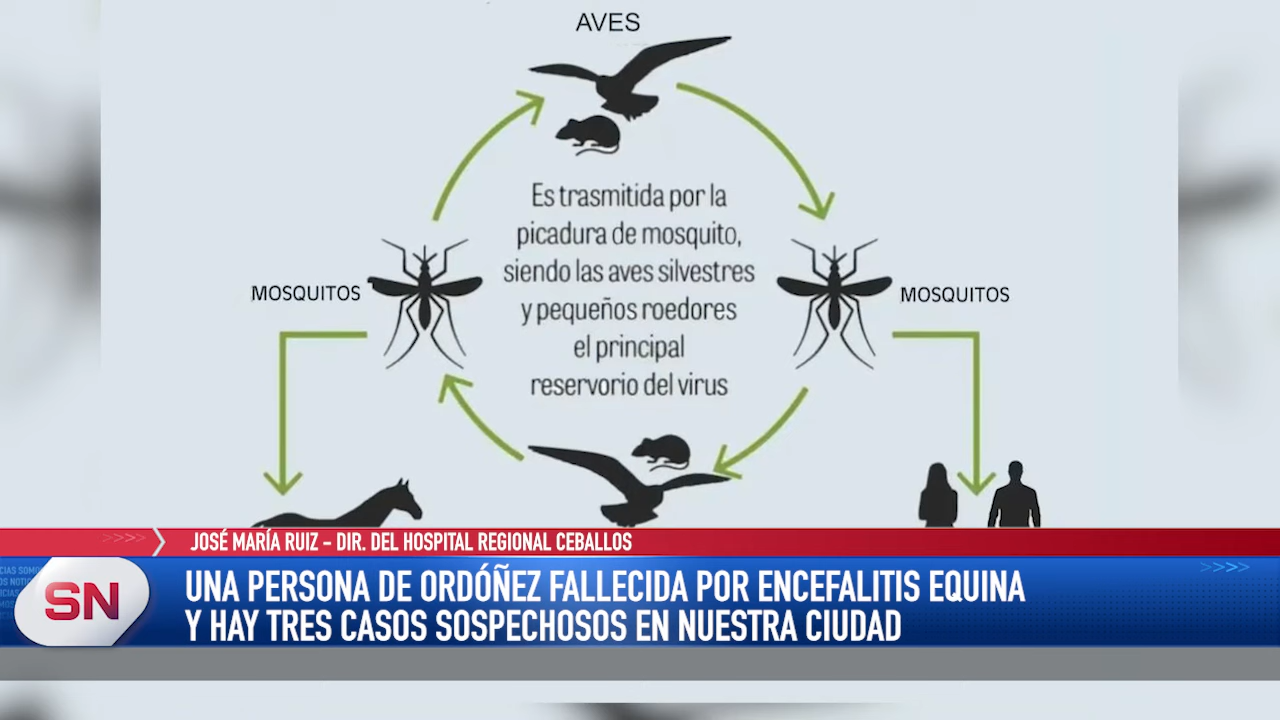 AVES
Es trasmitida por la
picadura de mosquito,
siendo las aves silvestres
y pequeños roedores
el principal
reservorio del virus
MOSQUITOS
MOSQUITOS
JOSÉ MARÍA RUIZ - DIR. DEL HOSPITAL REGIONAL CEBALLOS
SN
UNA PERSONA DE ORDÓÑEZ FALLECIDA POR ENCEFALITIS EQUINA
Y HAY TRES CASOS SOSPECHOSOS EN NUESTRA CIUDAD